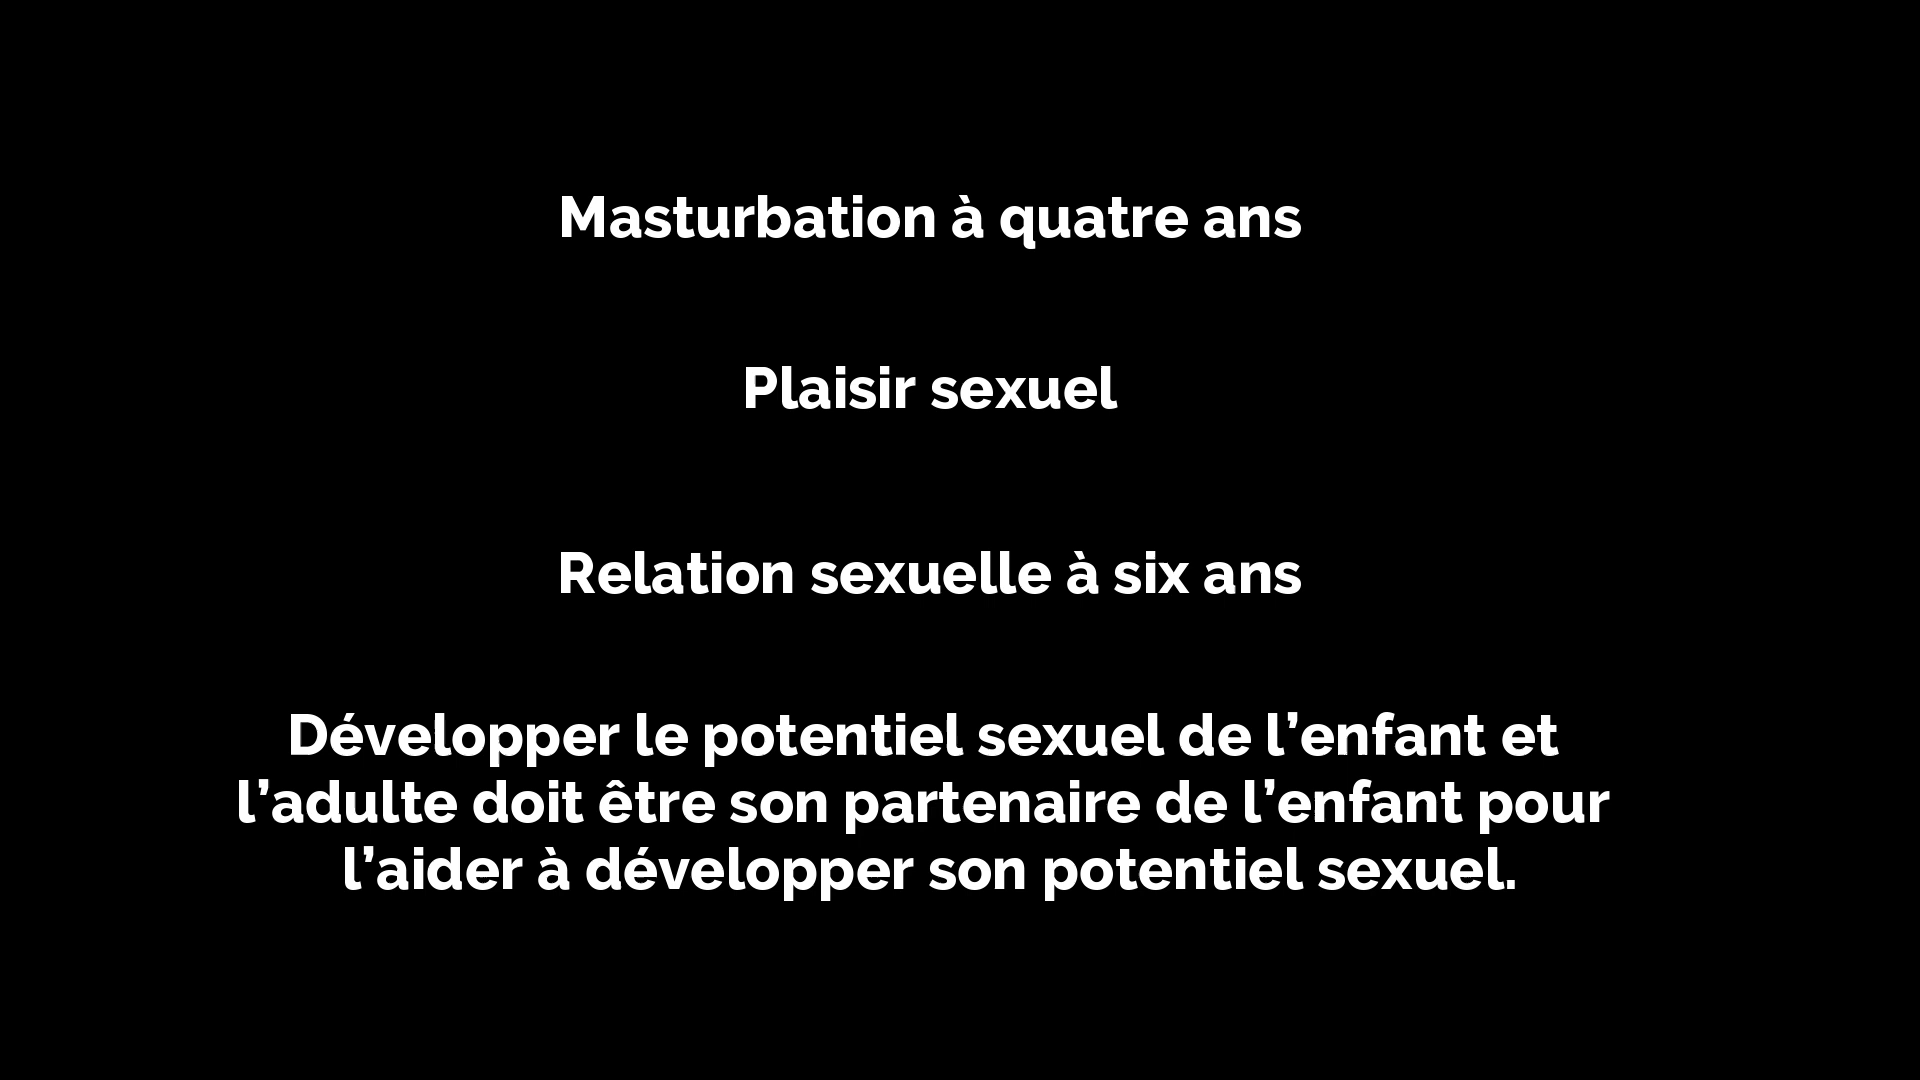 Masturbation à quatre ans
Plaisir sexuel
Relation sexuelle à six ans
Développer le potentiel sexuel de l’enfant et
l’adulte doit être son partenaire de l’enfant pour
l’aider à développer son potentiel sexuel.